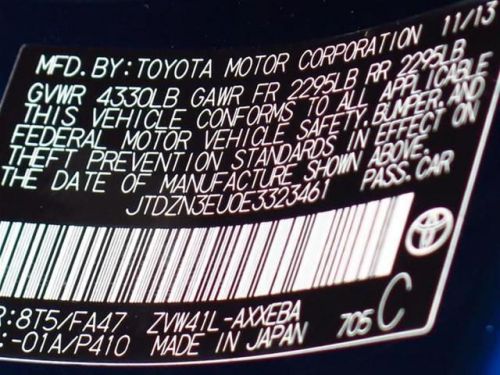 11/13
MFD.BY:TOYOTA MOTOR CORPORATION
GVWR 4330LB GAWR FR 2295LB RR 2295LB
THIS VEHICLE CONFORMS TO ALL APPLICABLE
FEDERAL MOTOR VEHICLE SAFETY, BUMPER, AND
THEFT PREVENTION STANDARDS IN EFFECT ON
THE DATE OF MANUFACTURE SHOWN ABOVE.
JTDZN3EU0E3323461 PASS.CAR
R:8T5/FA47 ZVW41L-AXXEBA
:-01A/P410 MADE IN JAPAN 705 C